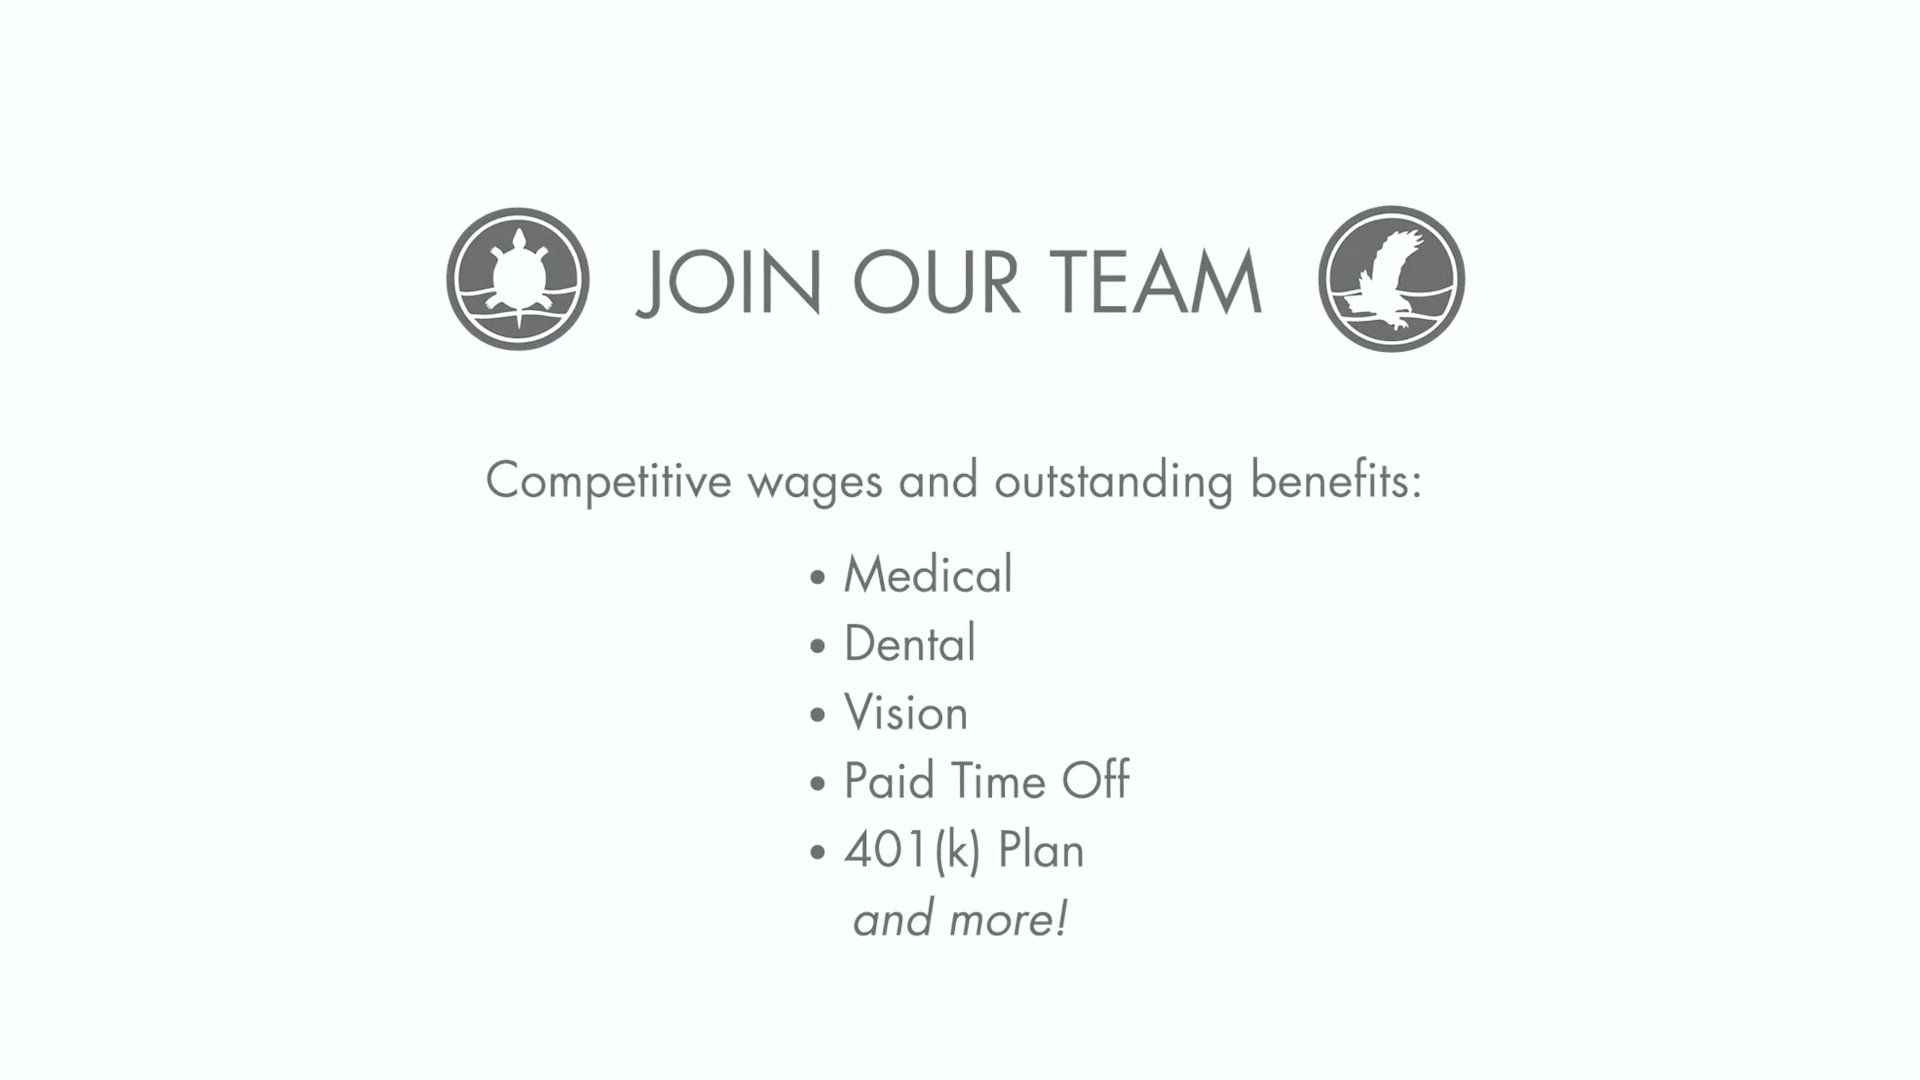 JOIN OUR TEAM
Competitive wages and outstanding benefits:
• Medical
• Dental
• Vision
• Paid Time Off
• 401(k) Plan
and more!